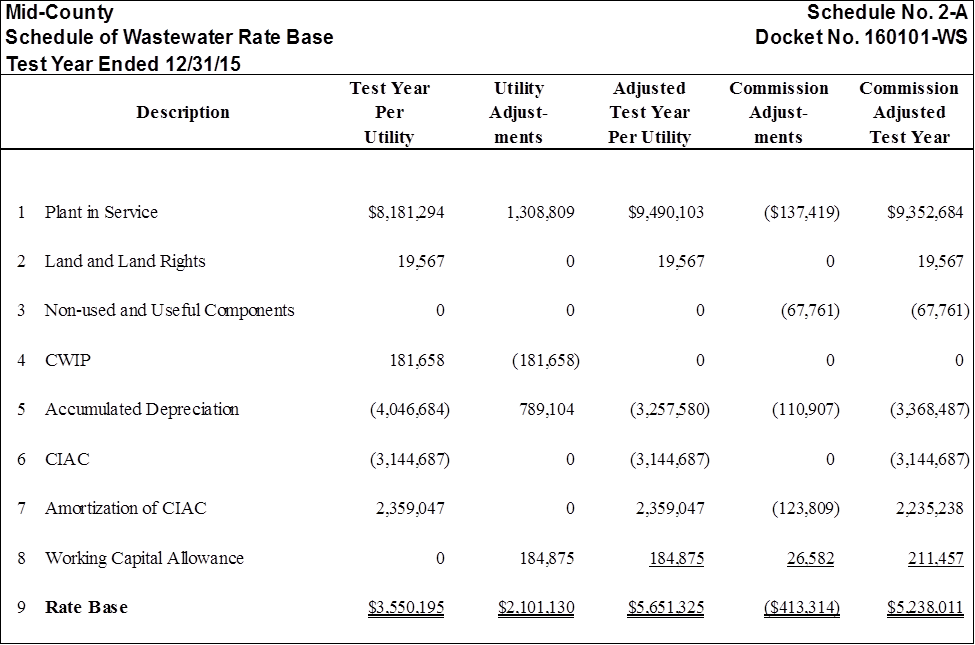 Mid-County Schedule No. 2-A
Schedule of Wastewater Rate Base Docket No. 160101-WS
Test Year Ended 12/31/15
Test Year Utility Adjusted Commission Commission
Description Per Adjust- Test Year Adjust- Adjusted
Utility ments Per Utility ments Test Year
1 Plant in Service $8,181,294 1,308,809 $9,490,103 ($137,419) $9,352,684
2 Land and Land Rights 19,567 0 19,567 0 19,567
3 Non-used and Useful Components 0 0 0 (67,761) (67,761)
4 CWIP 181,658 (181,658) 0 0 0
5 Accumulated Depreciation (4,046,684) 789,104 (3,257,580) (110,907) (3,368,487)
6 CIAC (3,144,687) 0 (3,144,687) 0 (3,144,687)
7 Amortization of CIAC 2,359,047 0 2,359,047 (123,809) 2,235,238
8 Working Capital Allowance 0 184,875 184,875 26,582 211,457
9 Rate Base $3,550,195 $2,101,130 $5,651,325 ($413,314) $5,238,011